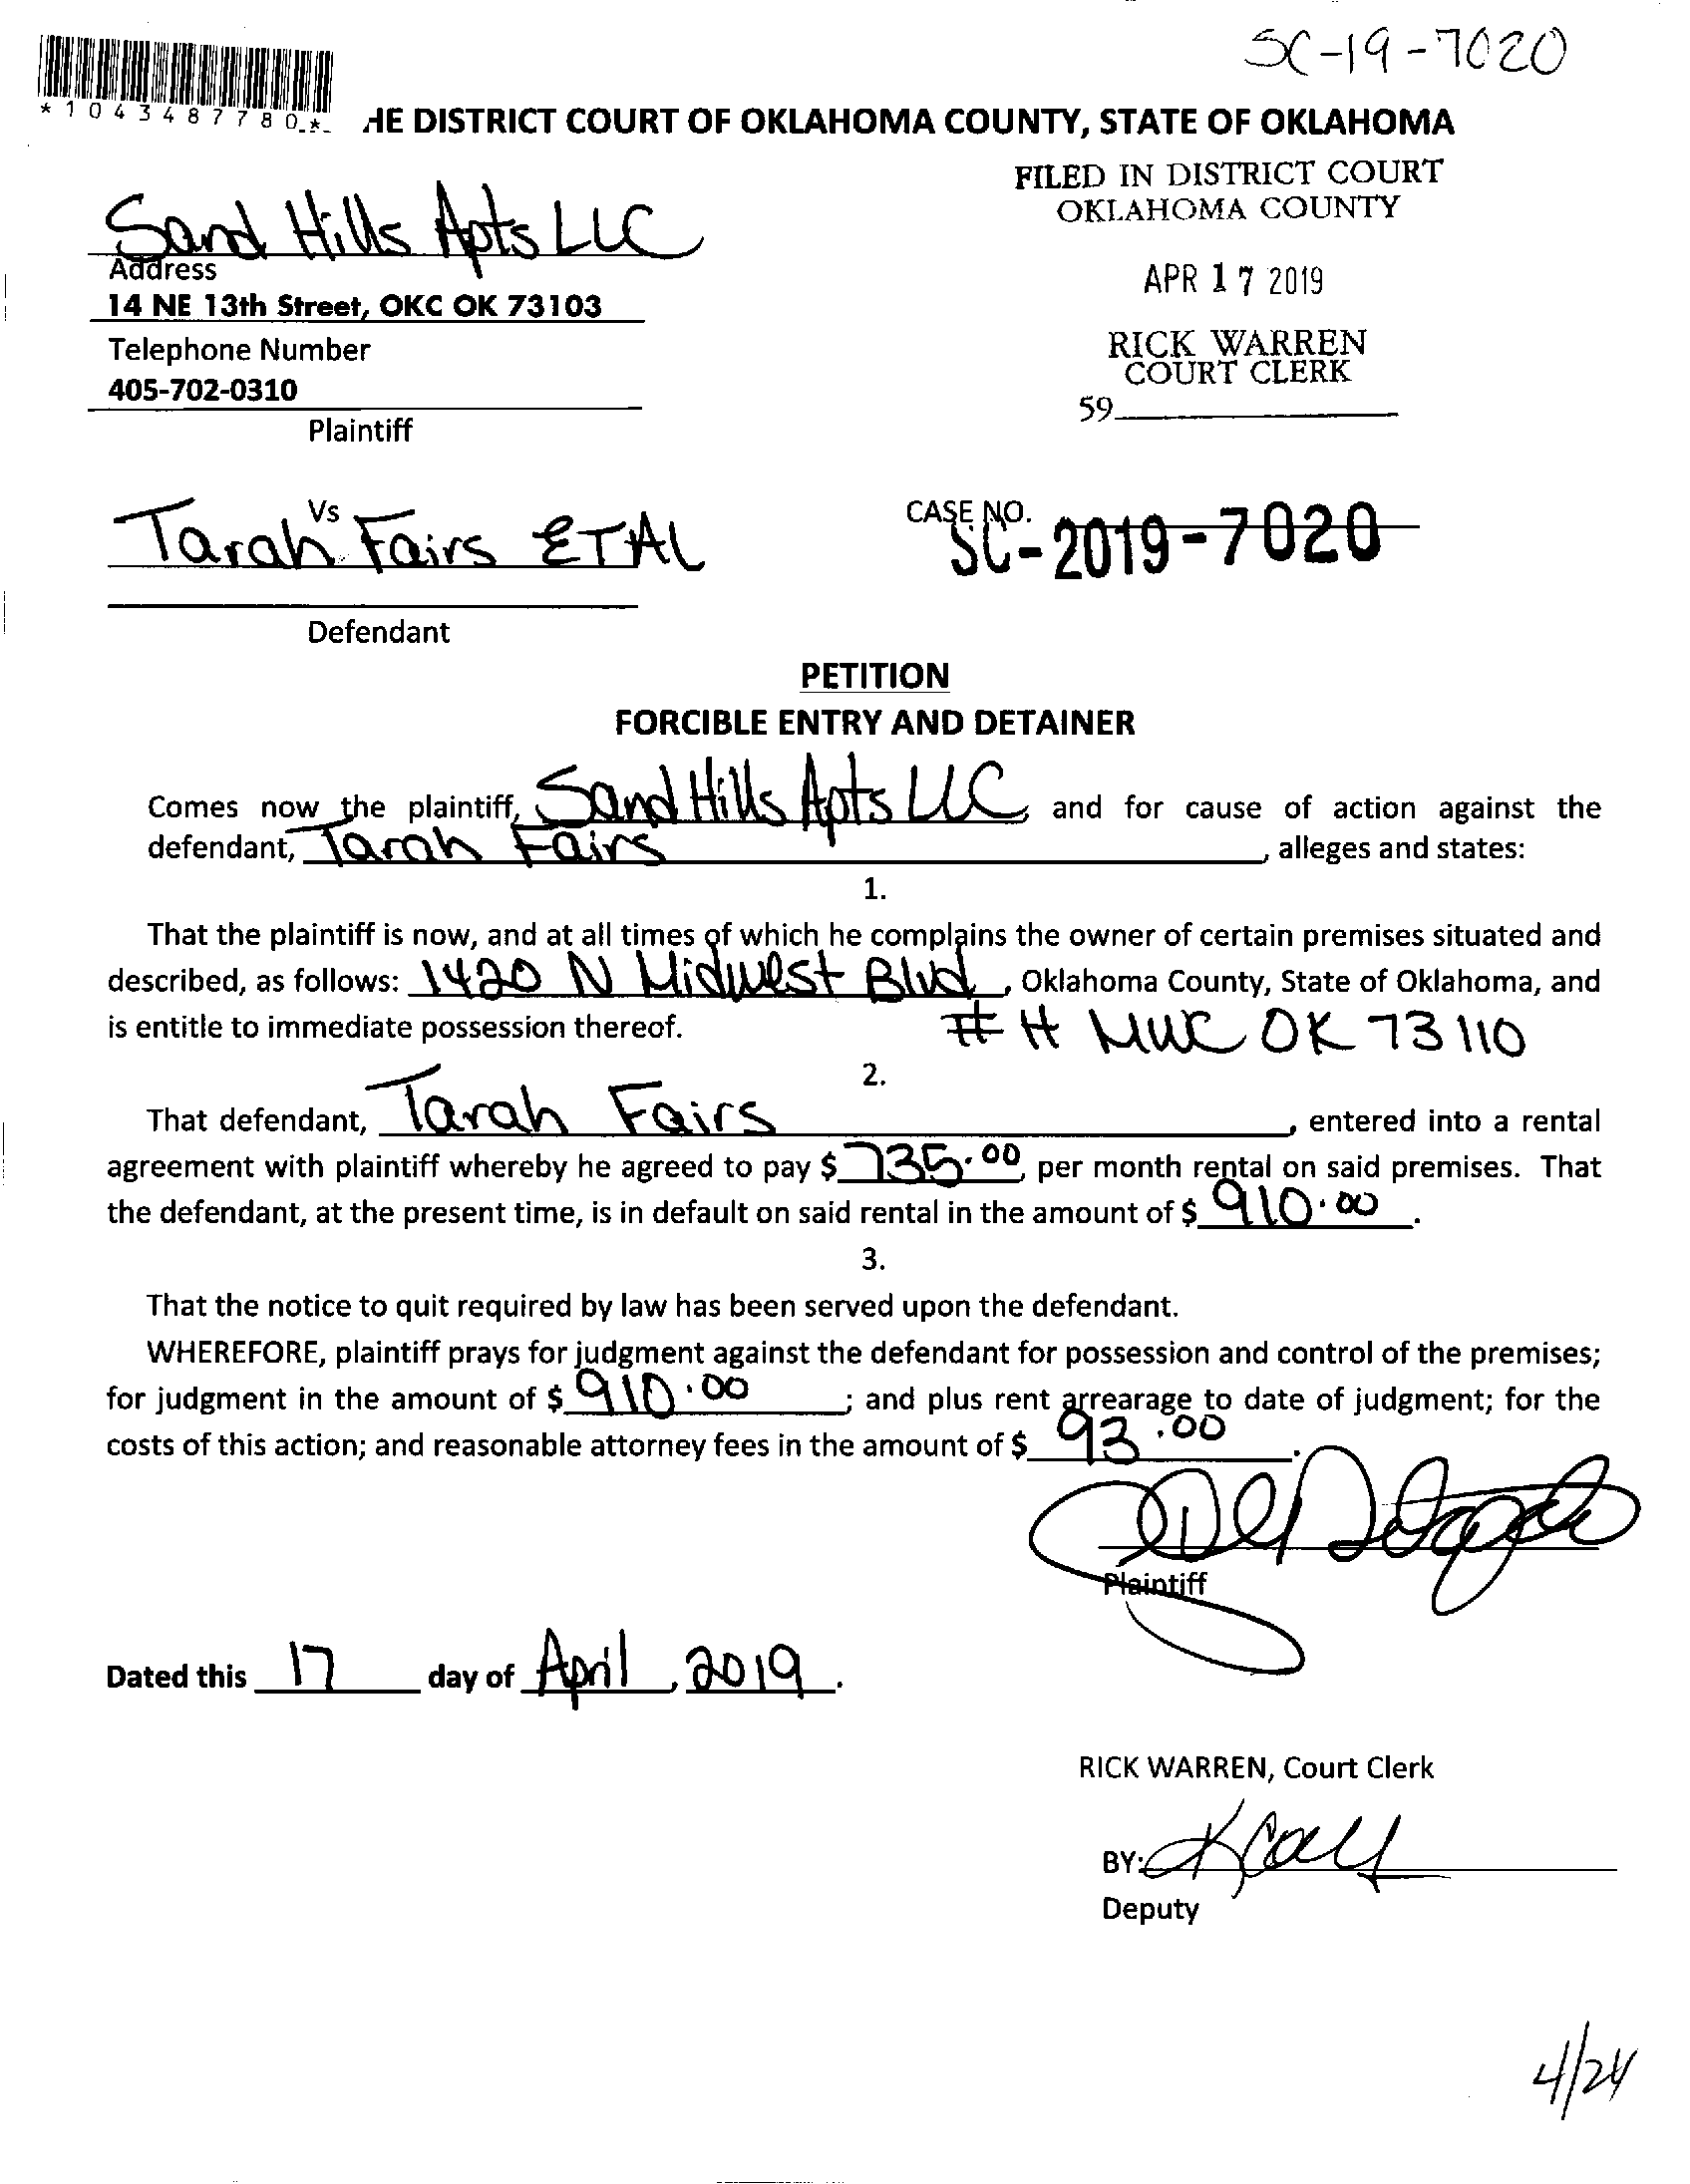 SC-19-7020
*1043487780.*
HE DISTRICT COURT OF OKLAHOMA COUNTY, STATE OF OKLAHOMA
FILED IN DISTRICT COURT
OKLAHOMA COUNTY
Sand Hills Apts LLC
Address
14 NE 13th Street, OKC OK 73103
APR 17 2019
Telephone Number
405-702-0310
RICK WARREN
COURT CLERK
59
Plaintiff
Vs
Tarah Fairs ETAL
CASE NO.
SC-2019-7020
Defendant
PETITION
FORCIBLE ENTRY AND DETAINER
Comes now the plaintiff, Sand Hills Apts LLC, and for cause of action against the
defendant, Tarah Fairs, alleges and states:
1.
That the plaintiff is now, and at all times of which he complains the owner of certain premises situated and
described, as follows: 1420 N Midwest Blvd, Oklahoma County, State of Oklahoma, and
is entitle to immediate possession thereof. # H MWC OK 73110
2.
That defendant, Tarah Fairs, entered into a rental
agreement with plaintiff whereby he agreed to pay $ 735.00, per month rental on said premises. That
the defendant, at the present time, is in default on said rental in the amount of $ 910.00.
3.
That the notice to quit required by law has been served upon the defendant.
WHEREFORE, plaintiff prays for judgment against the defendant for possession and control of the premises;
for judgment in the amount of $ 910.00; and plus rent arrearage to date of judgment; for the
costs of this action; and reasonable attorney fees in the amount of $ 93.00.
Plaintiff
Dated this 17 day of April, 2019.
RICK WARREN, Court Clerk
BY:
Deputy
4/24